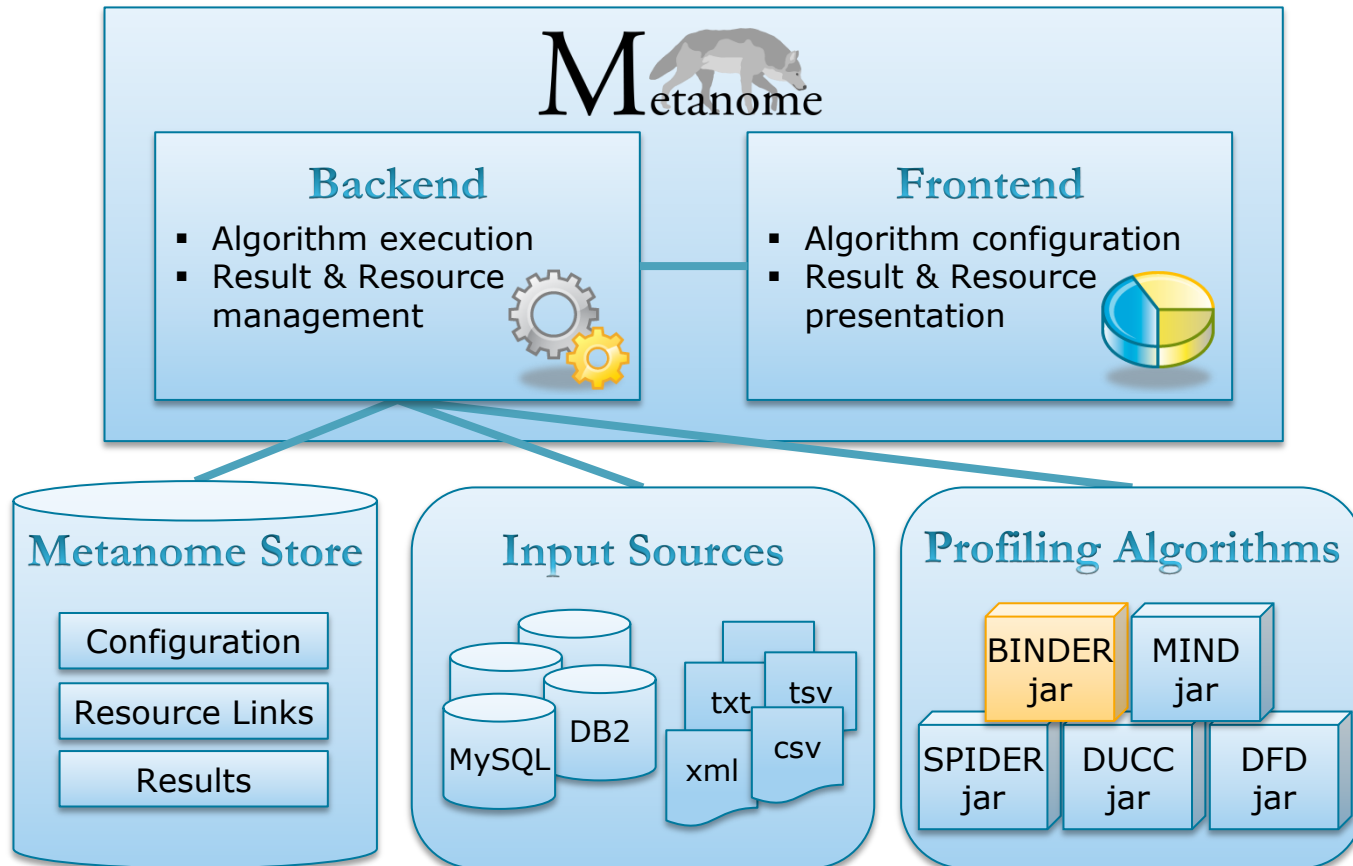 Metanome
Backend
▪ Algorithm execution
▪ Result & Resource
management
Frontend
▪ Algorithm configuration
▪ Result & Resource
presentation
Metanome Store
Configuration
Resource Links
Results
Input Sources
MySQL
DB2
txt
tsv
xml
csv
Profiling Algorithms
BINDER
jar
MIND
jar
SPIDER
jar
DUCC
jar
DFD
jar